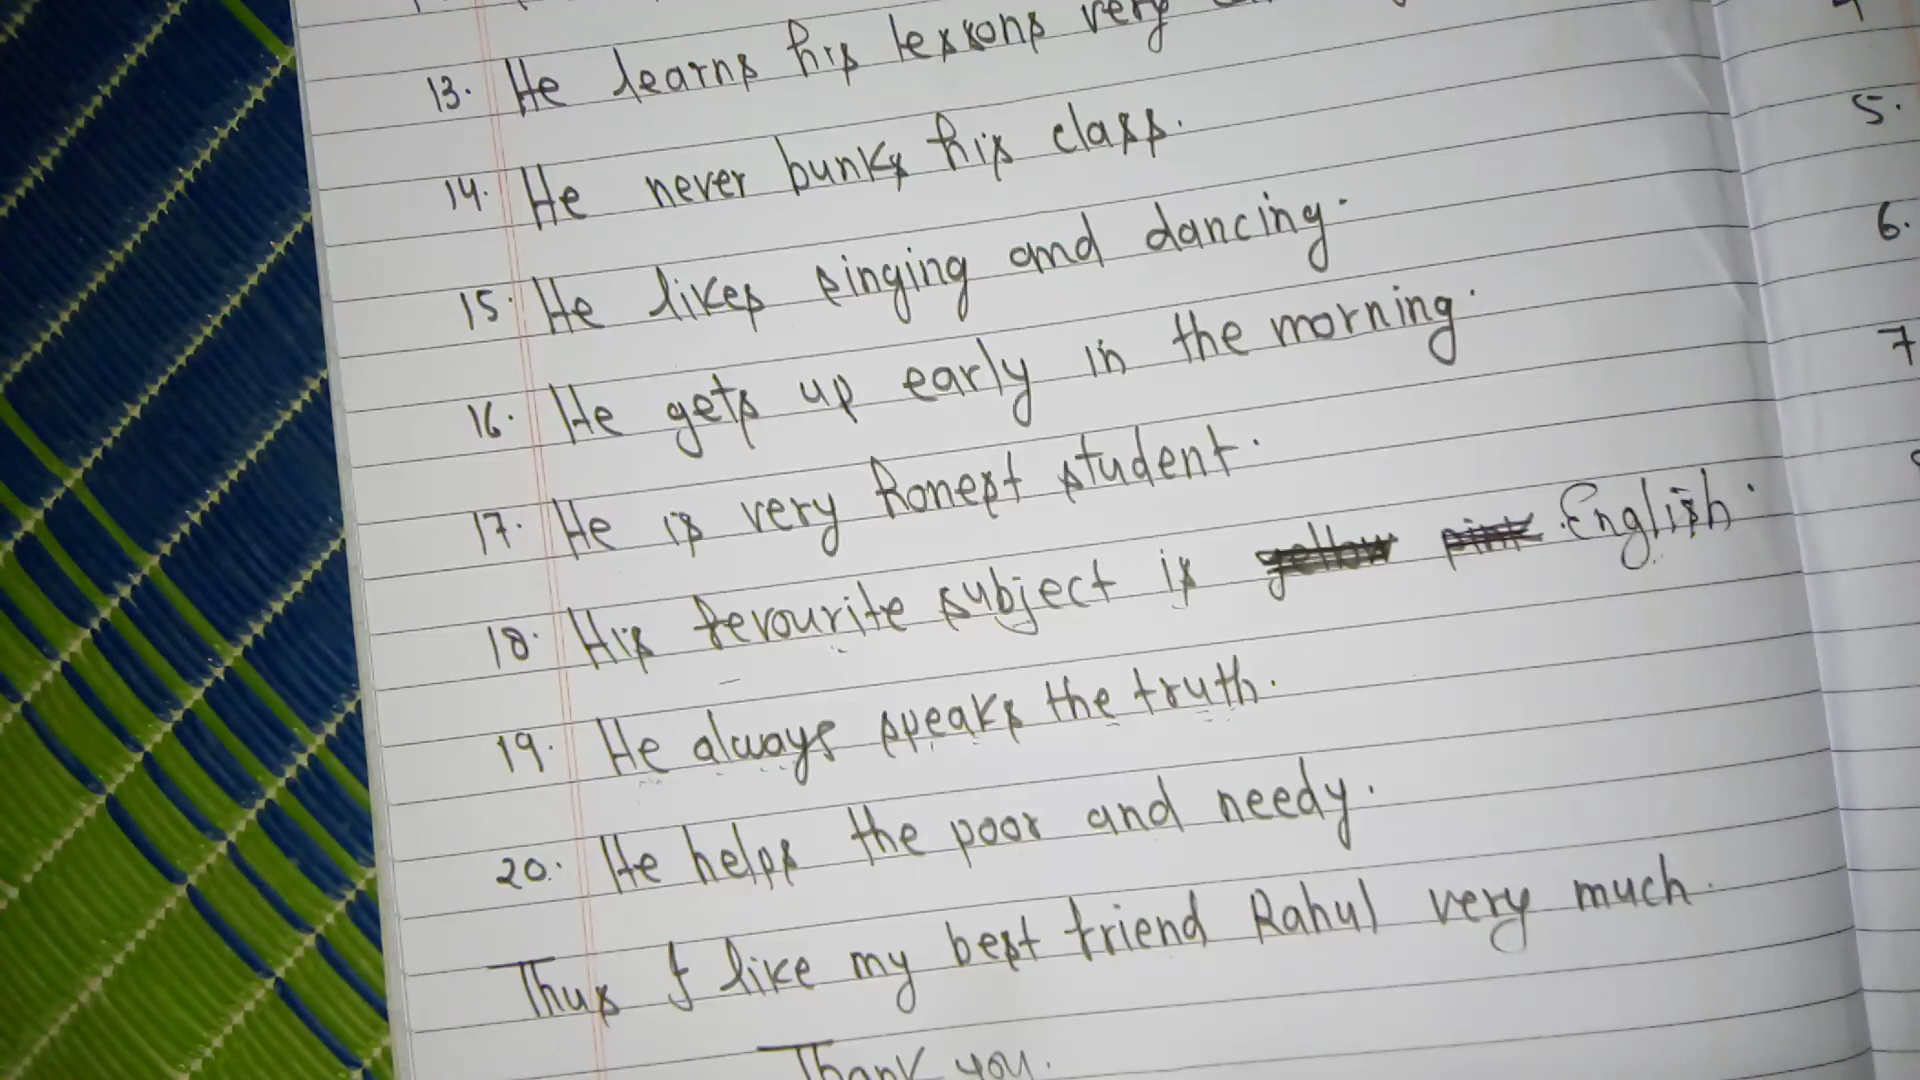 13. He learns his lessons very
14. He never bunks his class.
15. He likes singing and dancing.
16. He gets up early in the morning.
17. He is very honest student.
18. His fevourite subject is English.
19. He always speaks the truth.
20. He helps the poor and needy.
Thus I like my best friend Rahul very much.
Thank you.
5.
6.
7